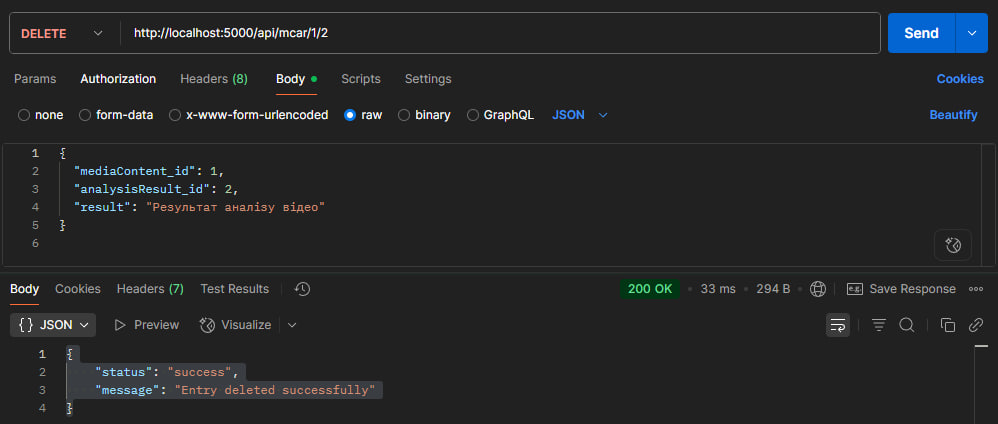 DELETE http://localhost:5000/api/mcar/1/2 Send
Params Authorization Headers (8) Body Scripts Settings Cookies
none form-data x-www-form-urlencoded raw binary GraphQL JSON Beautify
1 {
2 "mediaContent_id": 1,
3 "analysisResult_id": 2,
4 "result": "Результат аналізу відео"
5 }
6
Body Cookies Headers (7) Test Results 200 OK • 33 ms • 294 B e.g. Save Response
{} JSON Preview Visualize
1 {
2 "status": "success",
3 "message": "Entry deleted successfully"
4 }